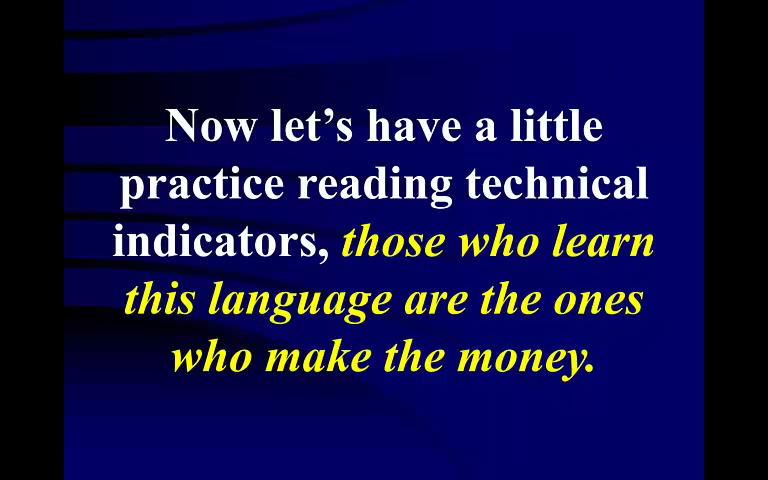 Now let’s have a little
practice reading technical
indicators, those who learn
this language are the ones
who make the money.